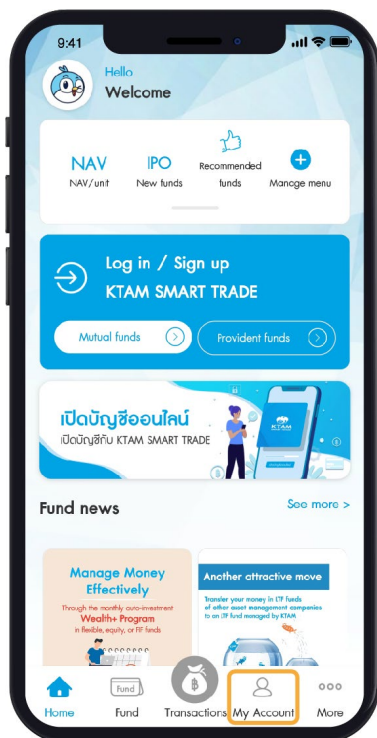 9:41
Hello
Welcome
NAV
NAV/unit
IPO
New funds
Recommended
funds
Manage menu
Log in / Sign up
KTAM SMART TRADE
Mutual funds
Provident funds
เปิดบัญชีออนไลน์
เปิดบัญชีกับ KTAM SMART TRADE
KTAM
Fund news
See more >
Manage Money
Effectively
Through the monthly auto-investment
Wealth+ Program
in flexible, equity, or FIF funds
Another attractive move
Transfer your money in LTF funds
of other asset management companies
to an LTF fund managed by KTAM
Home
Fund
Fund
฿
Transactions
My Account
More